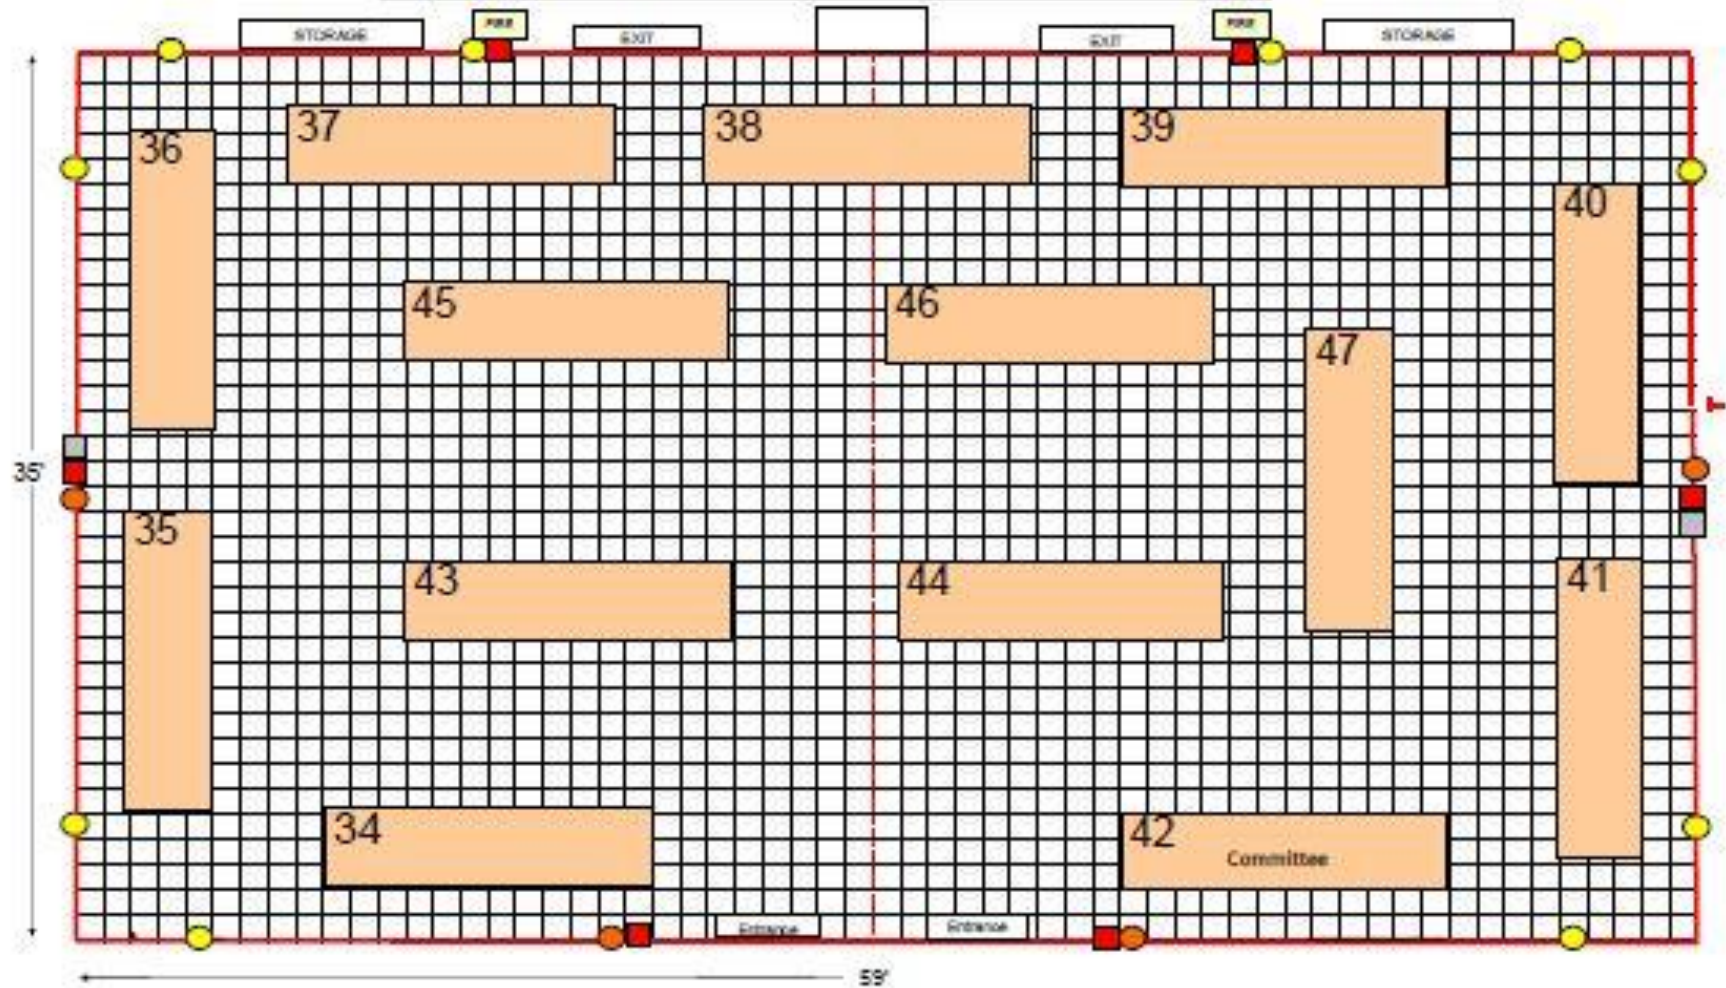 FIRE
FIRE
STORAGE
EXIT
EXIT
STORAGE
37
38
39
36
40
45
46
47
35'
35
43
44
41
34
42
Committee
Entrance
Entrance
59'
T